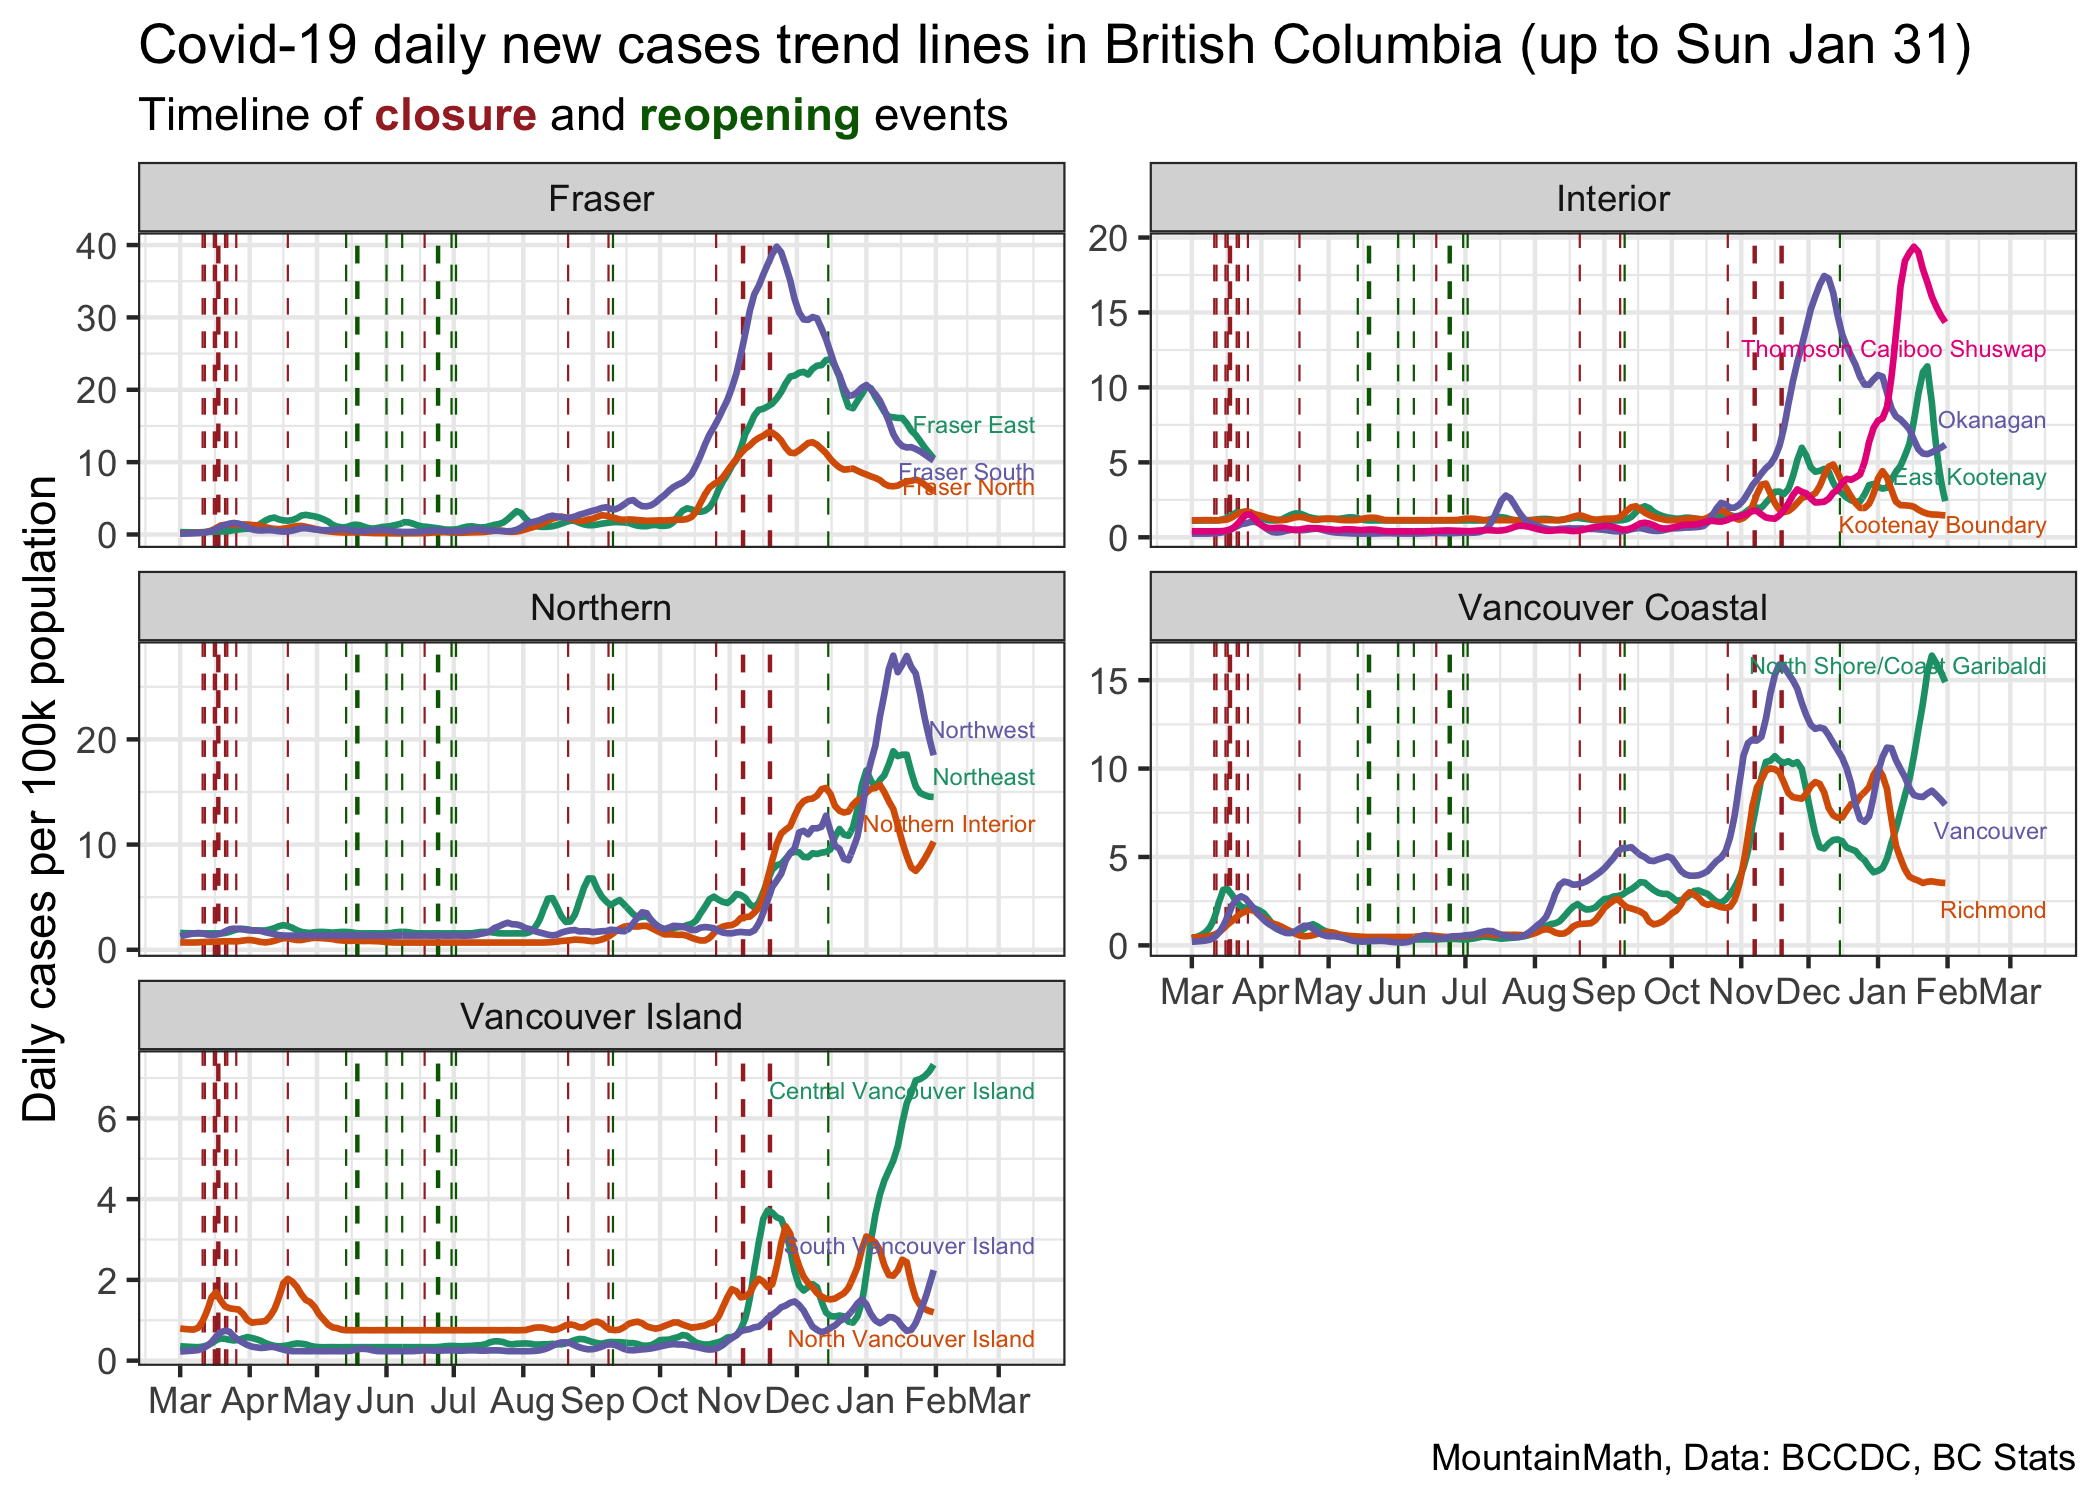 Covid-19 daily new cases trend lines in British Columbia (up to Sun Jan 31)
Timeline of closure and reopening events
Daily cases per 100k population
Fraser
40
30
20
10
0
Fraser East
Fraser South
Fraser North
Interior
20
15
10
5
0
Thompson Cariboo Shuswap
Okanagan
East Kootenay
Kootenay Boundary
Northern
20
10
0
Northwest
Northeast
Northern Interior
Vancouver Coastal
15
10
5
0
North Shore/Coast Garibaldi
Vancouver
Richmond
Mar Apr May Jun Jul Aug Sep Oct Nov Dec Jan Feb Mar
Vancouver Island
6
4
2
0
Central Vancouver Island
South Vancouver Island
North Vancouver Island
Mar Apr May Jun Jul Aug Sep Oct Nov Dec Jan Feb Mar
MountainMath, Data: BCCDC, BC Stats